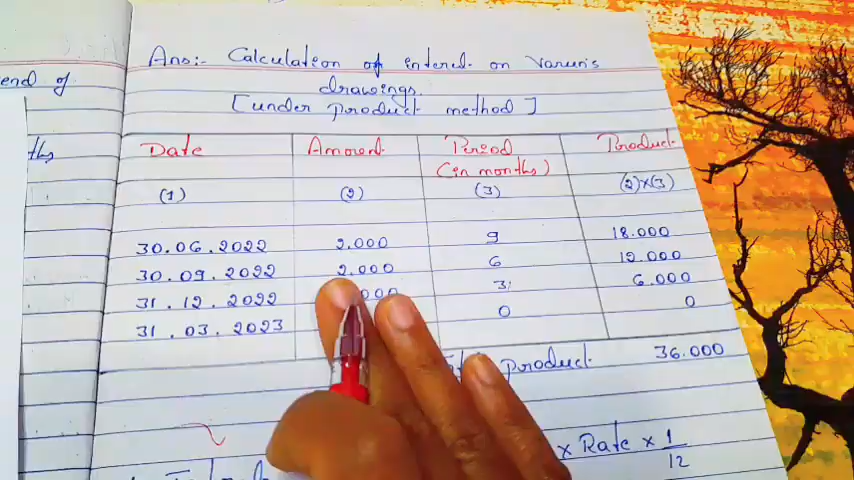 end of
ths
Ans:- Calculation of interest on Varun's
drawings.
[under product method]
Date Amount Period Product
(in months)
(1) (2) (3) (2)x(3)
30.06.2022 2.000 9 18.000
30.09.2022 2.000 6 12.000
31.12.2022 000 3 6.000
31.03.2023 0 0
product 36.000
x Rate x 1
12